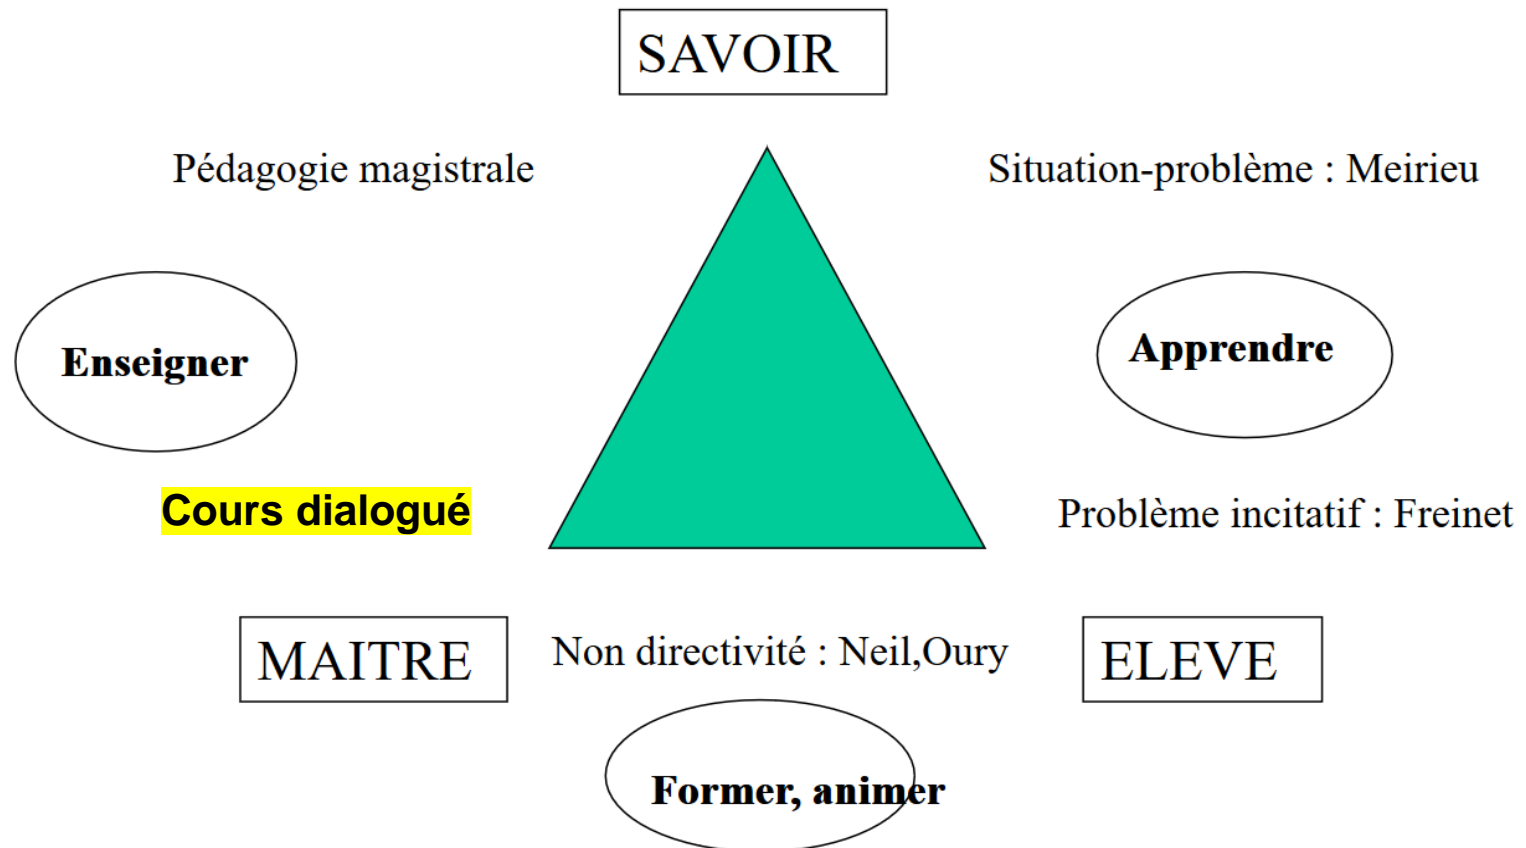 SAVOIR
Pédagogie magistrale
Situation-problème : Meirieu
Enseigner
Apprendre
Cours dialogué
Problème incitatif : Freinet
MAITRE
Non directivité : Neil,Oury
ELEVE
Former, animer